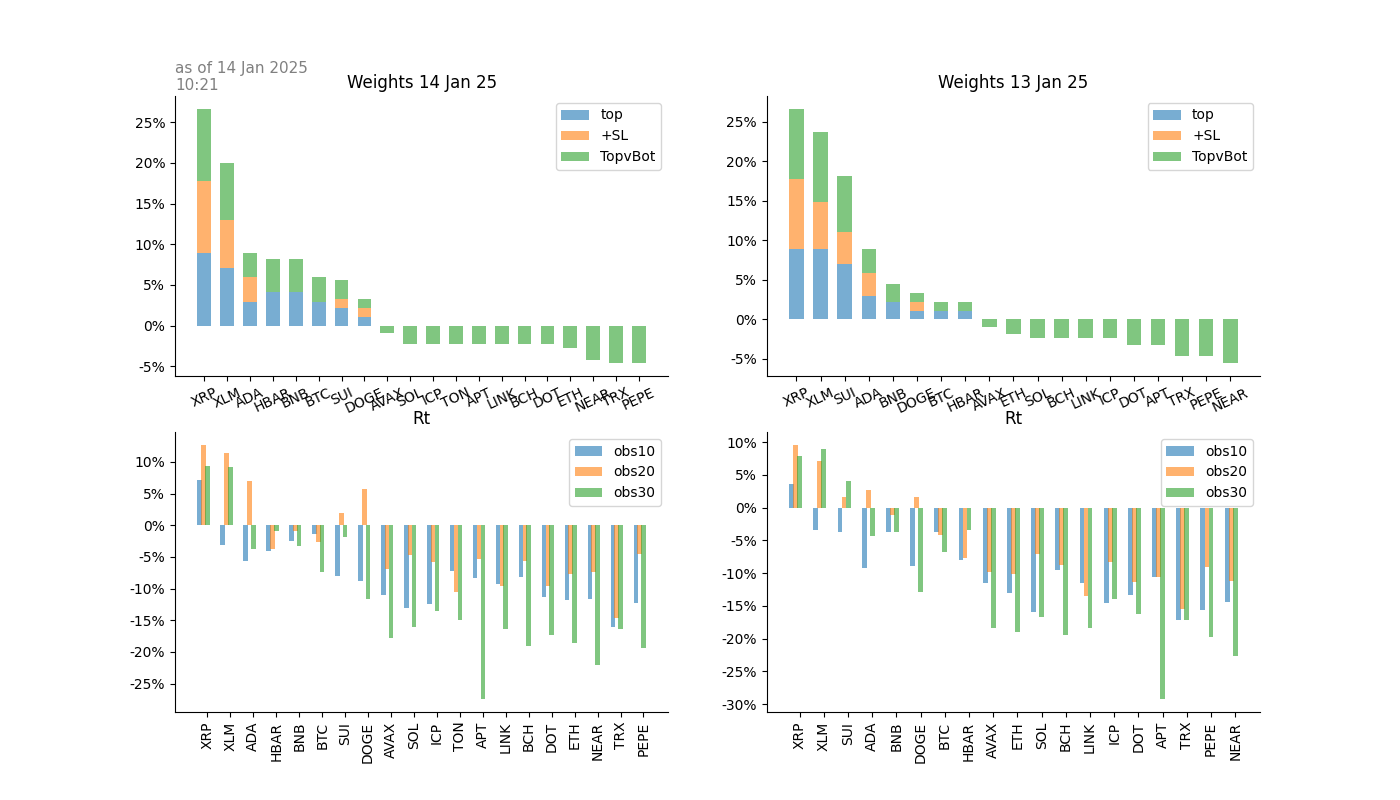 as of 14 Jan 2025
10:21
Weights 14 Jan 25
25%
20%
15%
10%
5%
0%
-5%
top
+SL
TopvBot
XRP XLM ADA HBAR BNB BTC SUI DOGE AVAX SOL ICP TON APT LINK BCH DOT ETH NEAR TRX PEPE
Weights 13 Jan 25
25%
20%
15%
10%
5%
0%
-5%
top
+SL
TopvBot
XRP XLM SUI ADA BNB DOGE BTC HBAR AVAX ETH SOL BCH LINK ICP DOT APT TRX PEPE NEAR
Rt
10%
5%
0%
-5%
-10%
-15%
-20%
-25%
obs10
obs20
obs30
XRP XLM ADA HBAR BNB BTC SUI DOGE AVAX SOL ICP TON APT LINK BCH DOT ETH NEAR TRX PEPE
Rt
10%
5%
0%
-5%
-10%
-15%
-20%
-25%
-30%
obs10
obs20
obs30
XRP XLM SUI ADA BNB DOGE BTC HBAR AVAX ETH SOL BCH LINK ICP DOT APT TRX PEPE NEAR